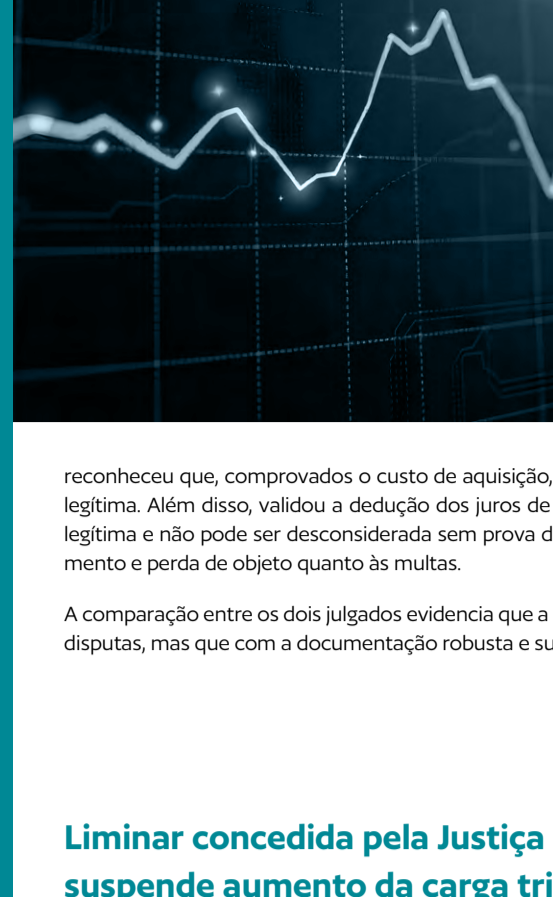 reconheceu que, comprovados o custo de aquisição,
legítima. Além disso, validou a dedução dos juros de
legítima e não pode ser desconsiderada sem prova d
mento e perda de objeto quanto às multas.
A comparação entre os dois julgados evidencia que a
disputas, mas que com a documentação robusta e su
Liminar concedida pela Justiça
suspende aumento da carga tri